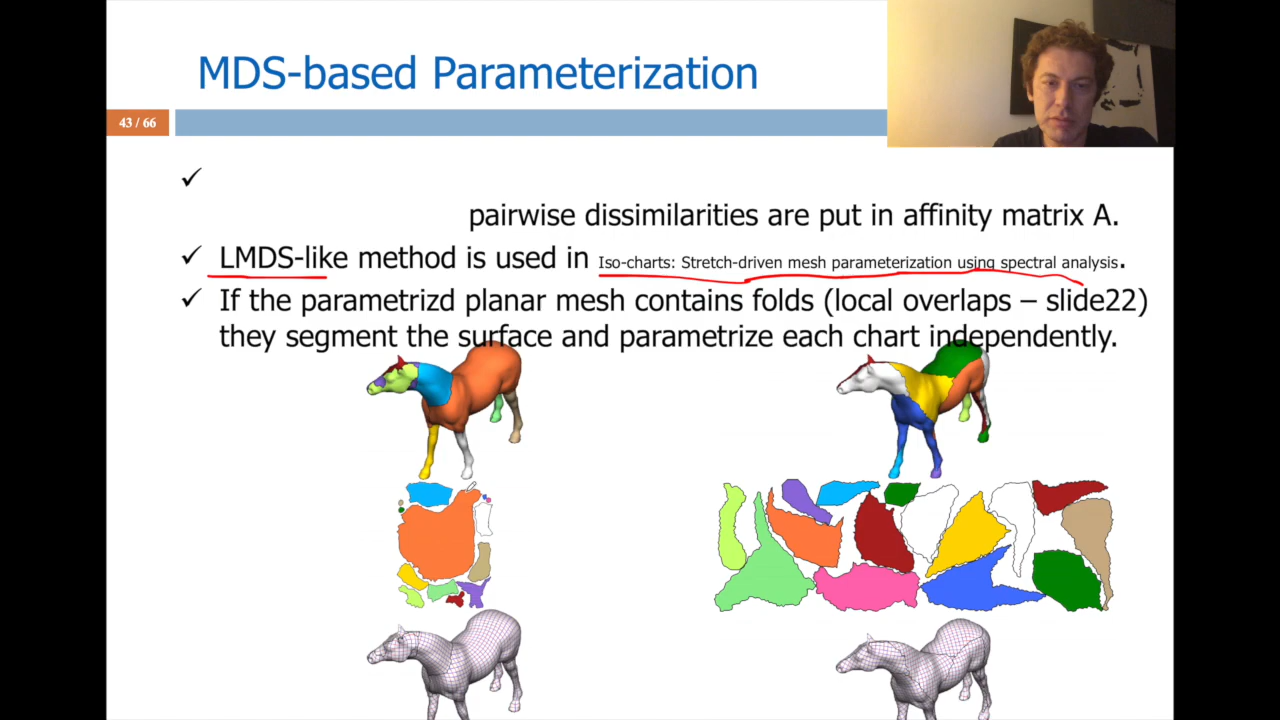 MDS-based Parameterization
43 / 66
✓
pairwise dissimilarities are put in affinity matrix A.
✓ LMDS-like method is used in Iso-charts: Stretch-driven mesh parameterization using spectral analysis.
✓ If the parametrizd planar mesh contains folds (local overlaps – slide22)
they segment the surface and parametrize each chart independently.